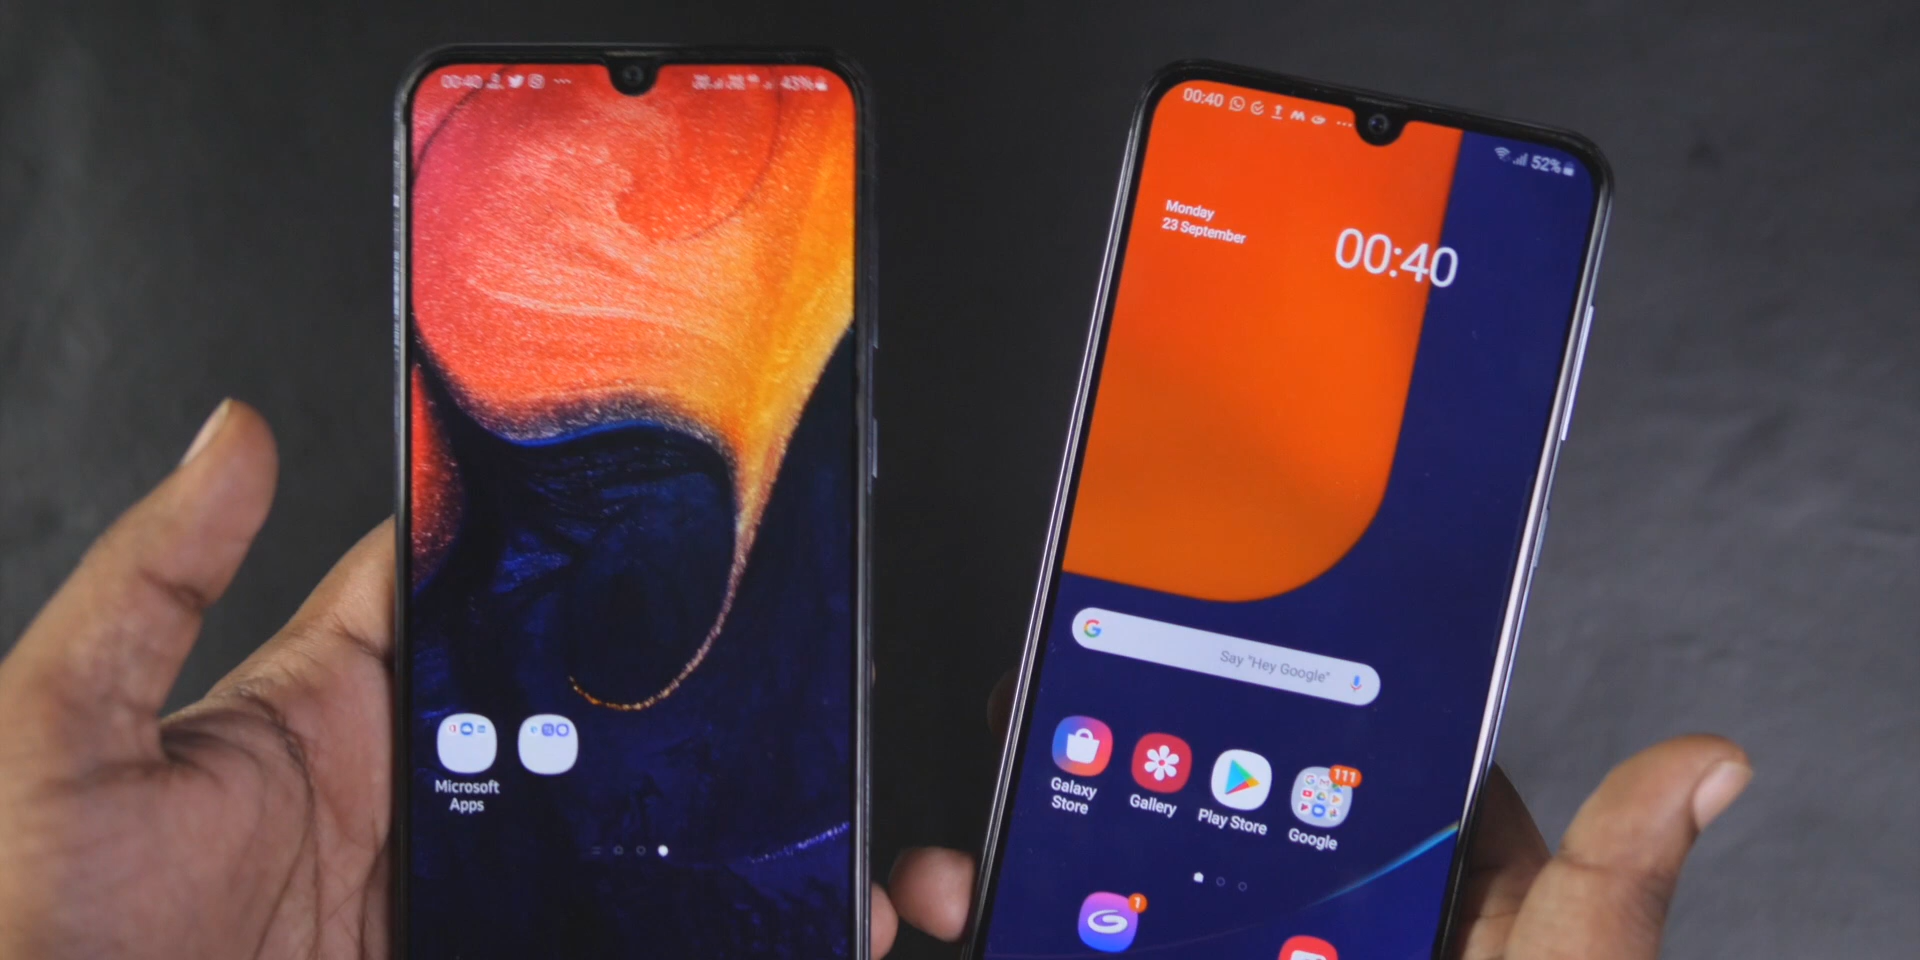 00:40
43%
Microsoft
Apps
00:40
52%
Monday
23 September
00:40
Say "Hey Google"
Galaxy
Store
Gallery
Play Store
111
Google
1